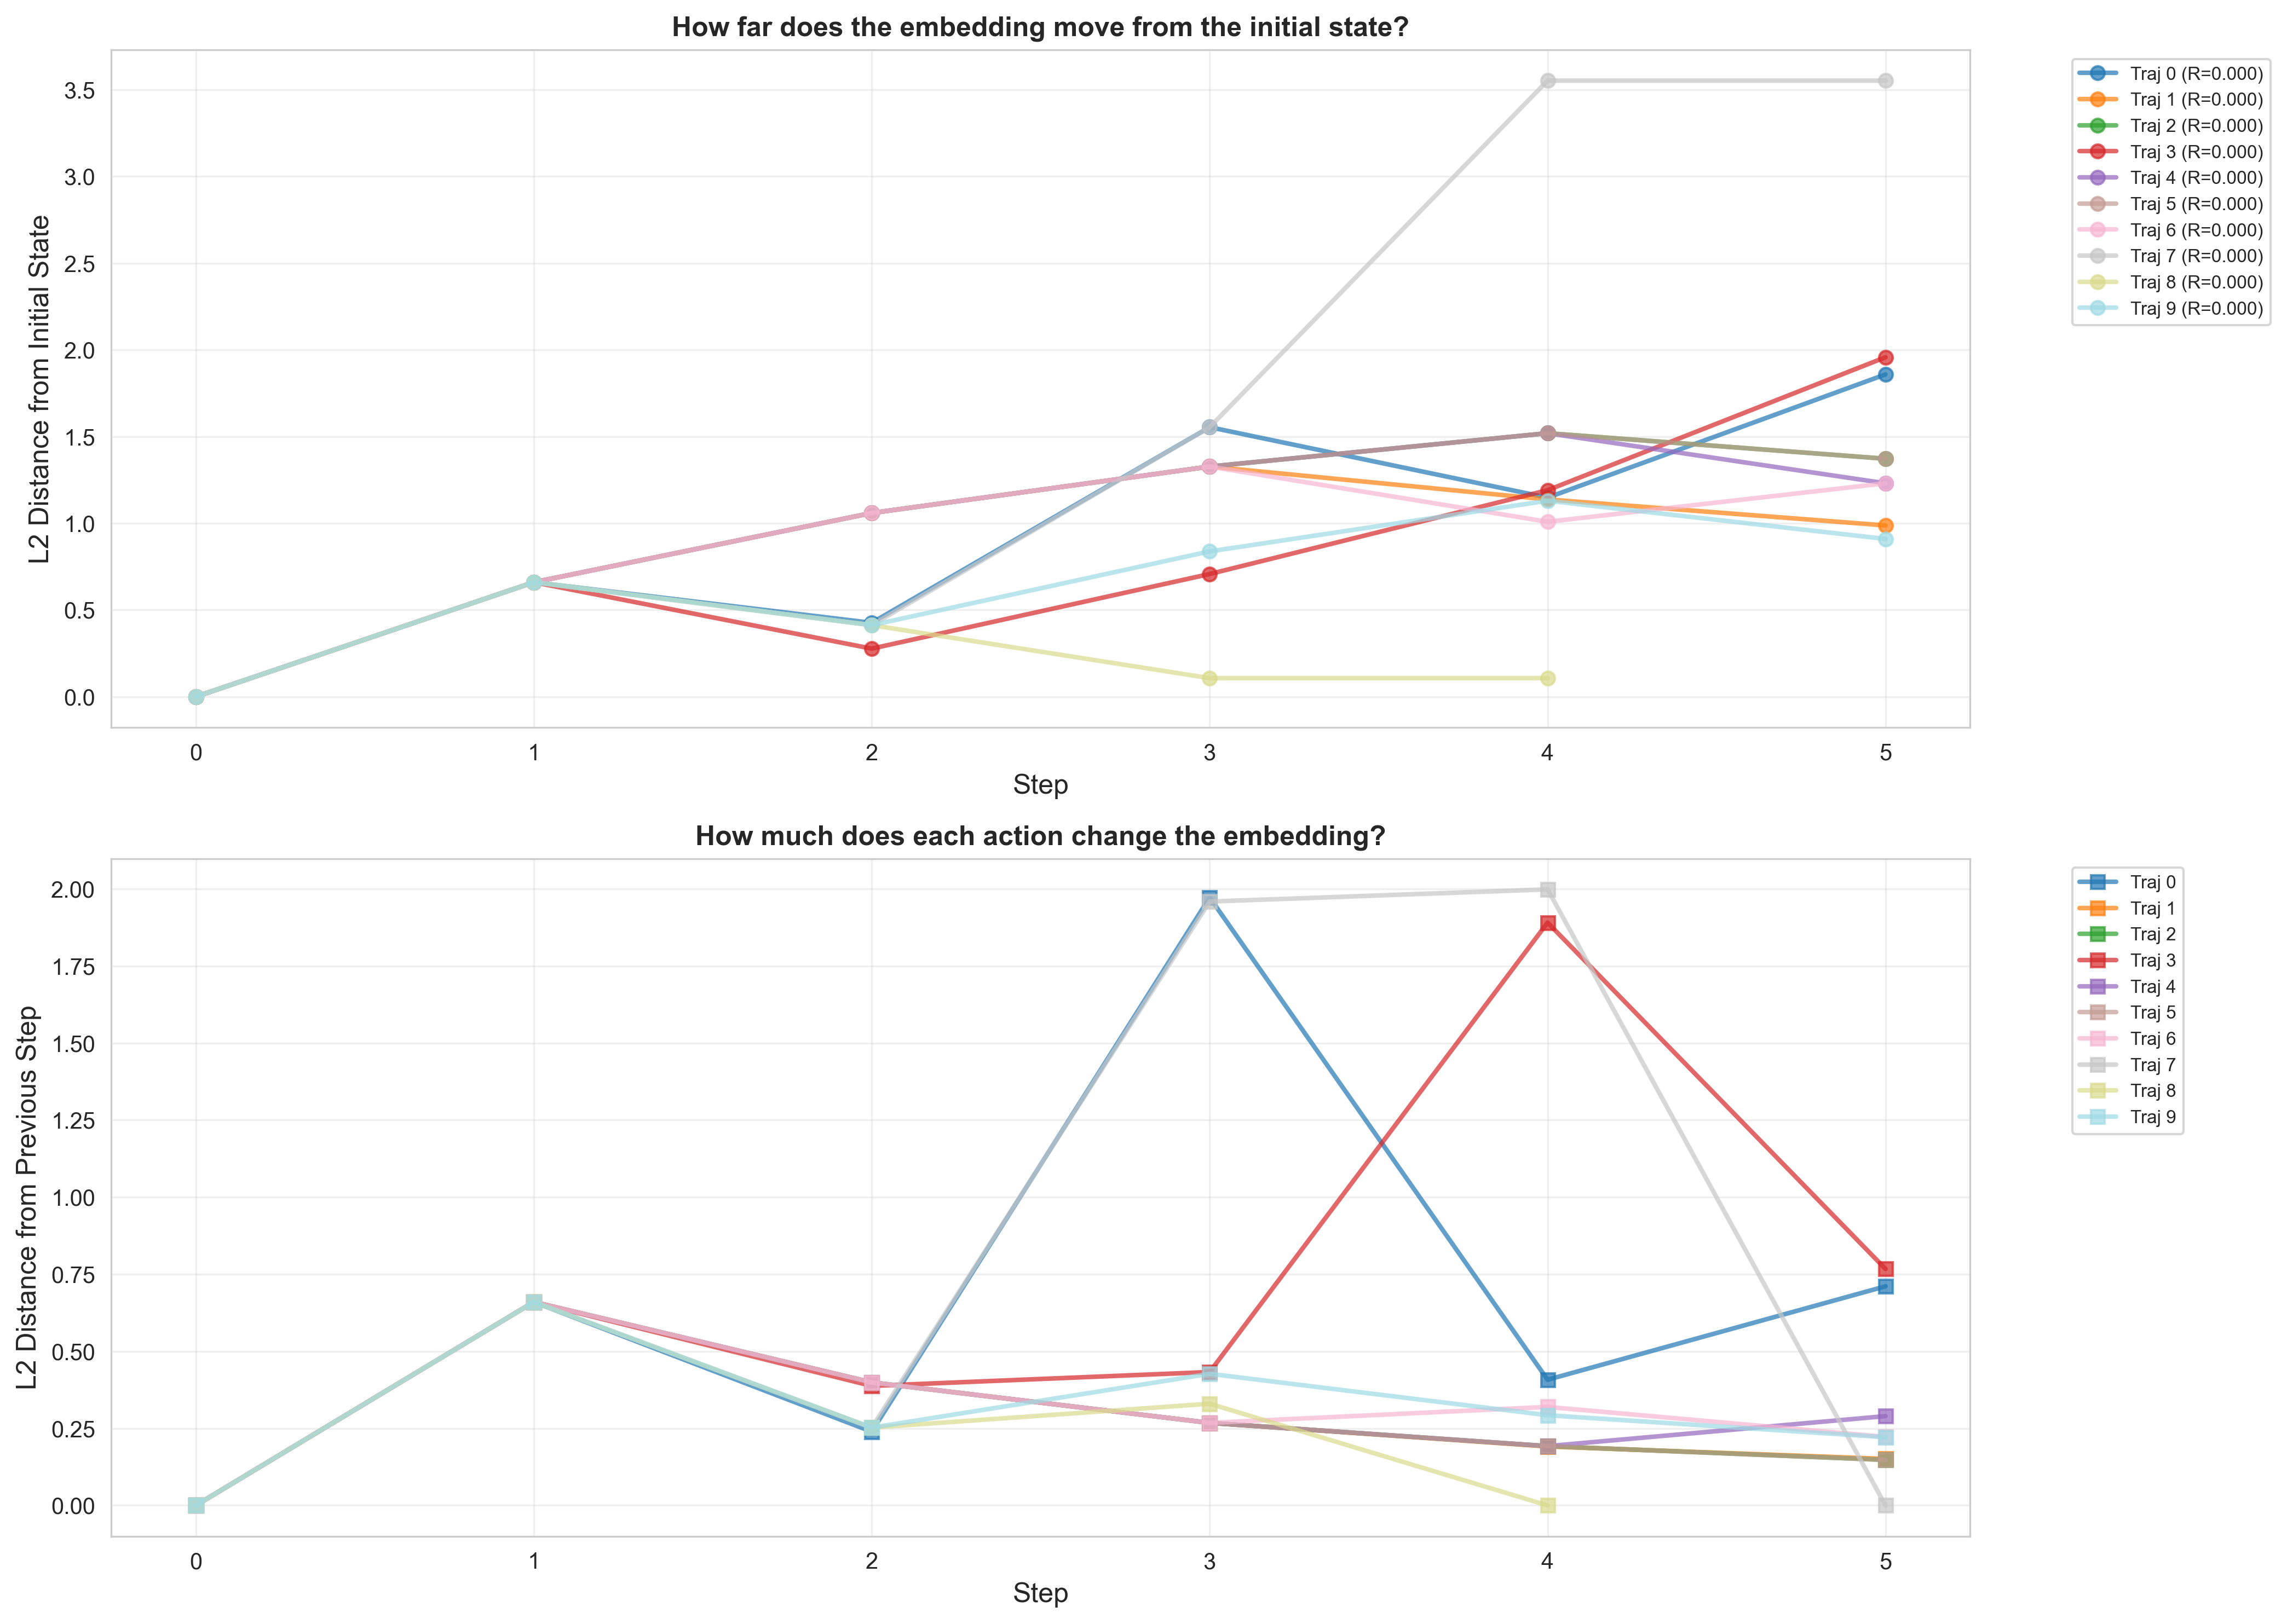 How far does the embedding move from the initial state?
L2 Distance from Initial State
3.5
3.0
2.5
2.0
1.5
1.0
0.5
0.0
0 1 2 3 4 5
Step
Traj 0 (R=0.000)
Traj 1 (R=0.000)
Traj 2 (R=0.000)
Traj 3 (R=0.000)
Traj 4 (R=0.000)
Traj 5 (R=0.000)
Traj 6 (R=0.000)
Traj 7 (R=0.000)
Traj 8 (R=0.000)
Traj 9 (R=0.000)
How much does each action change the embedding?
L2 Distance from Previous Step
2.00
1.75
1.50
1.25
1.00
0.75
0.50
0.25
0.00
0 1 2 3 4 5
Step
Traj 0
Traj 1
Traj 2
Traj 3
Traj 4
Traj 5
Traj 6
Traj 7
Traj 8
Traj 9